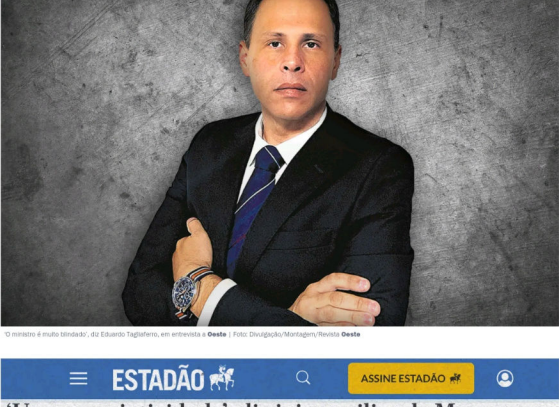 'O ministro é muito blindado', diz Eduardo Tagliaferro, em entrevista a Oeste | Foto: Divulgação/Montagem/Revista Oeste
ESTADÃO ASSINE ESTADÃO